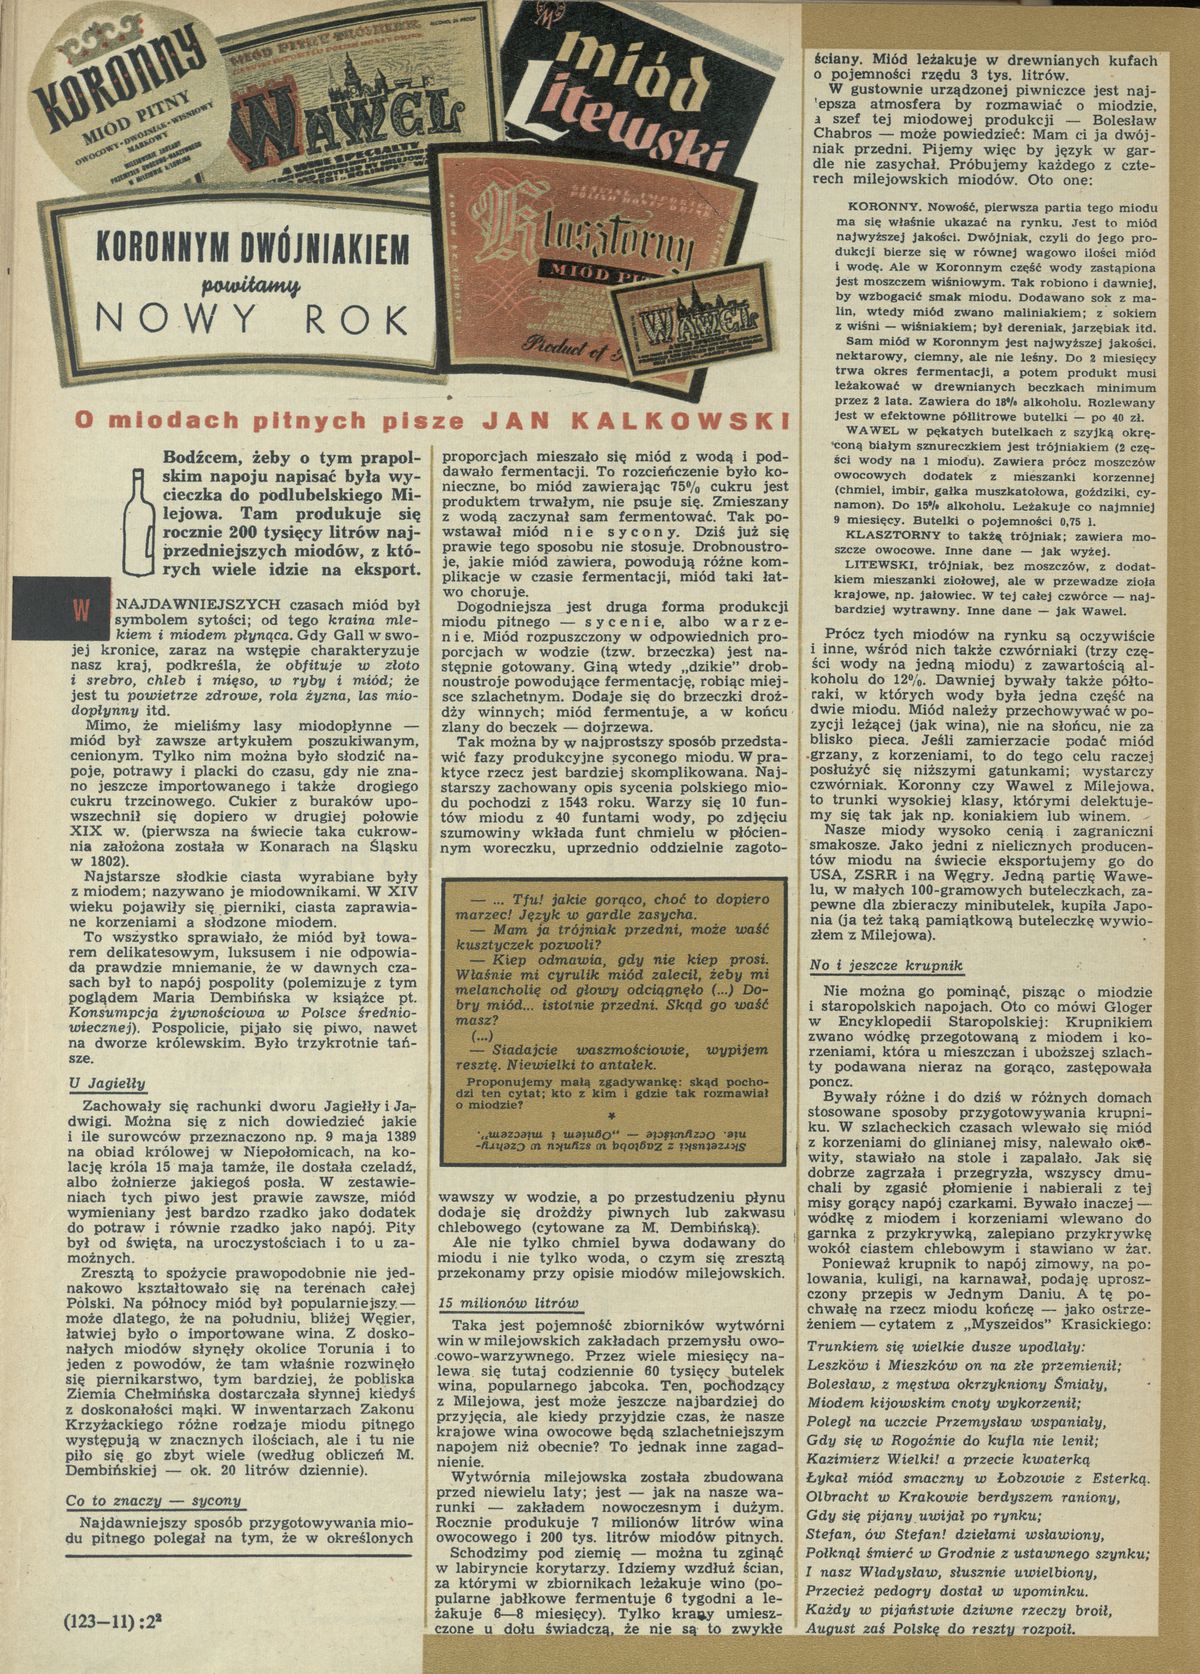 KORONNY
MIÓD PITNY
OWOCOWY-DWÓJNIAK-WIŚNIOWY
MARKOWY
MIÓD PITNY TRÓJNIAK
ALCOHOL 24 PROOF
WAWEL
A WINE SPECIALTY
Miód
Litewski
GENUINE IMPORTED
POLISH HONEY DRINK
Klasztorny
MIÓD
Product of
WAWEL
KORONNYM DWÓJNIAKIEM
powitamy
NOWY ROK
O miodach pitnych pisze JAN KALKOWSKI
Bodźcem, żeby o tym prapol-
skim napoju napisać była wy-
cieczka do podlubelskiego Mi-
lejowa. Tam produkuje się
rocznie 200 tysięcy litrów naj-
przedniejszych miodów, z któ-
rych wiele idzie na eksport.
W NAJDAWNIEJSZYCH czasach miód był
symbolem sytości; od tego kraina mle-
kiem i miodem płynąca. Gdy Gall w swo-
jej kronice, zaraz na wstępie charakteryzuje
nasz kraj, podkreśla, że obfituje w złoto
i srebro, chleb i mięso, w ryby i miód; że
jest tu powietrze zdrowe, rola żyzna, las mio-
dopłynny itd.
Mimo, że mieliśmy lasy miodopłynne —
miód był zawsze artykułem poszukiwanym,
cenionym. Tylko nim można było słodzić na-
poje, potrawy i placki do czasu, gdy nie zna-
no jeszcze importowanego i także drogiego
cukru trzcinowego. Cukier z buraków upo-
wszechnił się dopiero w drugiej połowie
XIX w. (pierwsza na świecie taka cukrow-
nia założona została w Konarach na Śląsku
w 1802).
Najstarsze słodkie ciasta wyrabiane były
z miodem; nazywano je miodownikami. W XIV
wieku pojawiły się pierniki, ciasta zaprawia-
ne korzeniami a słodzone miodem.
To wszystko sprawiało, że miód był towa-
rem delikatesowym, luksusem i nie odpowia-
da prawdzie mniemanie, że w dawnych cza-
sach był to napój pospolity (polemizuje z tym
poglądem Maria Dembińska w książce pt.
Konsumpcja żywnościowa w Polsce średnio-
wiecznej). Pospolicie, pijało się piwo, nawet
na dworze królewskim. Było trzykrotnie tań-
sze.
U Jagiełły
Zachowały się rachunki dworu Jagiełły i Ja-
dwigi. Można się z nich dowiedzieć jakie
i ile surowców przeznaczono np. 9 maja 1389
na obiad królowej w Niepołomicach, na ko-
lację króla 15 maja tamże, ile dostała czeladź,
albo żołnierze jakiegoś posła. W zestawie-
niach tych piwo jest prawie zawsze, miód
wymieniany jest bardzo rzadko jako dodatek
do potraw i równie rzadko jako napój. Pity
był od święta, na uroczystościach i to u za-
możnych.
Zresztą to spożycie prawopodobnie nie jed-
nakowo kształtowało się na terenach całej
Polski. Na północy miód był popularniejszy —
może dlatego, że na południu, bliżej Węgier,
łatwiej było o importowane wina. Z dosko-
nałych miodów słynęły okolice Torunia i to
jeden z powodów, że tam właśnie rozwinęło
się piernikarstwo, tym bardziej, że pobliska
Ziemia Chełmińska dostarczała słynnej kiedyś
z doskonałości mąki. W inwentarzach Zakonu
Krzyżackiego różne rodzaje miodu pitnego
występują w znacznych ilościach, ale i tu nie
piło się go zbyt wiele (według obliczeń M.
Dembińskiej — ok. 20 litrów dziennie).
Co to znaczy — sycony
Najdawniejszy sposób przygotowywania mio-
du pitnego polegał na tym, że w określonych
(123—11) :2²
proporcjach mieszało się miód z wodą i pod-
dawało fermentacji. To rozcieńczenie było ko-
nieczne, bo miód zawierając 75% cukru jest
produktem trwałym, nie psuje się. Zmieszany
z wodą zaczynał sam fermentować. Tak po-
wstawał miód nie sycony. Dziś już się
prawie tego sposobu nie stosuje. Drobnoustro-
je, jakie miód zawiera, powodują różne kom-
plikacje w czasie fermentacji, miód taki łat-
wo choruje.
Dogodniejsza jest druga forma produkcji
miodu pitnego — sycenie, albo warze-
nie. Miód rozpuszczony w odpowiednich pro-
porcjach w wodzie (tzw. brzeczka) jest na-
stępnie gotowany. Giną wtedy „dzikie” drob-
noustroje powodujące fermentację, robiąc miej-
sce szlachetnym. Dodaje się do brzeczki droż-
dży winnych; miód fermentuje, a w końcu
zlany do beczek — dojrzewa.
Tak można by w najprostszy sposób przedsta-
wić fazy produkcyjne syconego miodu. W pra-
ktyce rzecz jest bardziej skomplikowana. Naj-
starszy zachowany opis sycenia polskiego mio-
du pochodzi z 1543 roku. Warzy się 10 fun-
tów miodu z 40 funtami wody, po zdjęciu
szumowiny wkłada funt chmielu w płócien-
nym woreczku, uprzednio oddzielnie zagoto-
— ... Tfu! jakie gorąco, choć to dopiero
marzec! Język w gardle zasycha.
— Mam ja trójniak przedni, może waść
kusztyczek pozwoli?
— Kiep odmawia, gdy nie kiep prosi.
Właśnie mi cyrulik miód zalecił, żeby mi
melancholię od głowy odciągnęło (...) Do-
bry miód... istotnie przedni. Skąd go waść
masz?
(...)
— Siadajcie waszmościowie, wypijem
resztę. Niewielki to antałek.
Proponujemy małą zgadywankę: skąd pocho-
dzi ten cytat; kto z kim i gdzie tak rozmawiał
o miodzie?
*
Skrzetuski z Zagłobą w szynku w Czehry-
nie. Oczywiście — „Ogniem i mieczem”.
wawszy w wodzie, a po przestudzeniu płynu
dodaje się drożdży piwnych lub zakwasu
chlebowego (cytowane za M. Dembińską).
Ale nie tylko chmiel bywa dodawany do
miodu i nie tylko woda, o czym się zresztą
przekonamy przy opisie miodów milejowskich.
15 milionów litrów
Taka jest pojemność zbiorników wytwórni
win w milejowskich zakładach przemysłu owo-
cowo-warzywnego. Przez wiele miesięcy na-
lewa się tutaj codziennie 60 tysięcy butelek
wina, popularnego jabcoka. Ten, pochodzący
z Milejowa, jest może jeszcze najbardziej do
przyjęcia, ale kiedy przyjdzie czas, że nasze
krajowe wina owocowe będą szlachetniejszym
napojem niż obecnie? To jednak inne zagad-
nienie.
Wytwórnia milejowska została zbudowana
przed niewielu laty; jest — jak na nasze wa-
runki — zakładem nowoczesnym i dużym.
Rocznie produkuje 7 milionów litrów wina
owocowego i 200 tys. litrów miodów pitnych.
Schodzimy pod ziemię — można tu zginąć
w labiryncie korytarzy. Idziemy wzdłuż ścian,
za którymi w zbiornikach leżakuje wino (po-
pularne jabłkowe fermentuje 6 tygodni a le-
żakuje 6—8 miesięcy). Tylko krany umiesz-
czone u dołu świadczą, że nie są to zwykłe
ściany. Miód leżakuje w drewnianych kufach
o pojemności rzędu 3 tys. litrów.
W gustownie urządzonej piwniczce jest naj-
lepsza atmosfera by rozmawiać o miodzie,
a szef tej miodowej produkcji — Bolesław
Chabros — może powiedzieć: Mam ci ja dwój-
niak przedni. Pijemy więc by język w gar-
dle nie zasychał. Próbujemy każdego z czte-
rech milejowskich miodów. Oto one:
KORONNY. Nowość, pierwsza partia tego miodu
ma się właśnie ukazać na rynku. Jest to miód
najwyższej jakości. Dwójniak, czyli do jego pro-
dukcji bierze się w równej wagowo ilości miód
i wodę. Ale w Koronnym część wody zastąpiona
jest moszczem wiśniowym. Tak robiono i dawniej,
by wzbogacić smak miodu. Dodawano sok z ma-
lin, wtedy miód zwano maliniakiem; z sokiem
z wiśni — wiśniakiem; był dereniak, jarzębiak itd.
Sam miód w Koronnym jest najwyższej jakości,
nektarowy, ciemny, ale nie leśny. Do 2 miesięcy
trwa okres fermentacji, a potem produkt musi
leżakować w drewnianych beczkach minimum
przez 2 lata. Zawiera do 18% alkoholu. Rozlewany
jest w efektowne półlitrowe butelki — po 40 zł.
WAWEL w pękatych butelkach z szyjką okrę-
coną białym sznureczkiem jest trójniakiem (2 czę-
ści wody na 1 miodu). Zawiera prócz moszczów
owocowych dodatek z mieszanki korzennej
(chmiel, imbir, gałka muszkatołowa, goździki, cy-
namon). Do 15% alkoholu. Leżakuje co najmniej
9 miesięcy. Butelki o pojemności 0,75 l.
KLASZTORNY to także trójniak; zawiera mo-
szcze owocowe. Inne dane — jak wyżej.
LITEWSKI, trójniak, bez moszczów, z dodat-
kiem mieszanki ziołowej, ale w przewadze zioła
krajowe, np. jałowiec. W tej całej czwórce — naj-
bardziej wytrawny. Inne dane — jak Wawel.
Prócz tych miodów na rynku są oczywiście
i inne, wśród nich także czwórniaki (trzy czę-
ści wody na jedną miodu) z zawartością al-
koholu do 12%. Dawniej bywały także półto-
raki, w których wody była jedna część na
dwie miodu. Miód należy przechowywać w po-
zycji leżącej (jak wina), nie na słońcu, nie za
blisko pieca. Jeśli zamierzacie podać miód
grzany, z korzeniami, to do tego celu raczej
posłużyć się niższymi gatunkami; wystarczy
czwórniak. Koronny czy Wawel z Milejowa,
to trunki wysokiej klasy, którymi delektuje-
my się tak jak np. koniakiem lub winem.
Nasze miody wysoko cenią i zagraniczni
smakosze. Jako jedni z nielicznych producen-
tów miodu na świecie eksportujemy go do
USA, ZSRR i na Węgry. Jedną partię Wawe-
lu, w małych 100-gramowych buteleczkach, za-
pewne dla zbieraczy minibutelek, kupiła Japo-
nia (ja też taką pamiątkową buteleczkę wywio-
złem z Milejowa).
No i jeszcze krupnik
Nie można go pominąć, pisząc o miodzie
i staropolskich napojach. Oto co mówi Gloger
w Encyklopedii Staropolskiej: Krupnikiem
zwano wódkę przegotowaną z miodem i ko-
rzeniami, która u mieszczan i uboższej szlach-
ty podawana nieraz na gorąco, zastępowała
poncz.
Bywały różne i do dziś w różnych domach
stosowane sposoby przygotowywania krupni-
ku. W szlacheckich czasach wlewało się miód
z korzeniami do glinianej misy, nalewało oko-
wity, stawiało na stole i zapalało. Jak się
dobrze zagrzała i przegryzła, wszyscy dmu-
chali by zgasić płomienie i nabierali z tej
misy gorący napój czarkami. Bywało inaczej —
wódkę z miodem i korzeniami wlewano do
garnka z przykrywką, zalepiano przykrywkę
wokół ciastem chlebowym i stawiano w żar.
Ponieważ krupnik to napój zimowy, na po-
lowania, kuligi, na karnawał, podaję uprosz-
czony przepis w Jednym Daniu. A tę po-
chwałę na rzecz miodu kończę — jako ostrze-
żeniem — cytatem z „Myszeidos” Krasickiego:
Trunkiem się wielkie dusze upodlały:
Leszków i Mieszków on na złe przemienił;
Bolesław, z męstwa okrzykniony Śmiały,
Miodem kijowskim cnoty wykorzenił;
Poległ na uczcie Przemysław wspaniały,
Gdy się w Rogoźnie do kufla nie lenił;
Kazimierz Wielki! a przecie kwaterką
Łykał miód smaczny w Łobzowie z Esterką.
Olbracht w Krakowie berdyszem raniony,
Gdy się pijany uwijał po rynku;
Stefan, ów Stefan! dziełami wsławiony,
Połknął śmierć w Grodnie z ustawnego szynku;
I nasz Władysław, słusznie uwielbiony,
Przecież pedogry dostał w upominku.
Każdy w pijaństwie dziwne rzeczy broił,
August zaś Polskę do reszty rozpoił.